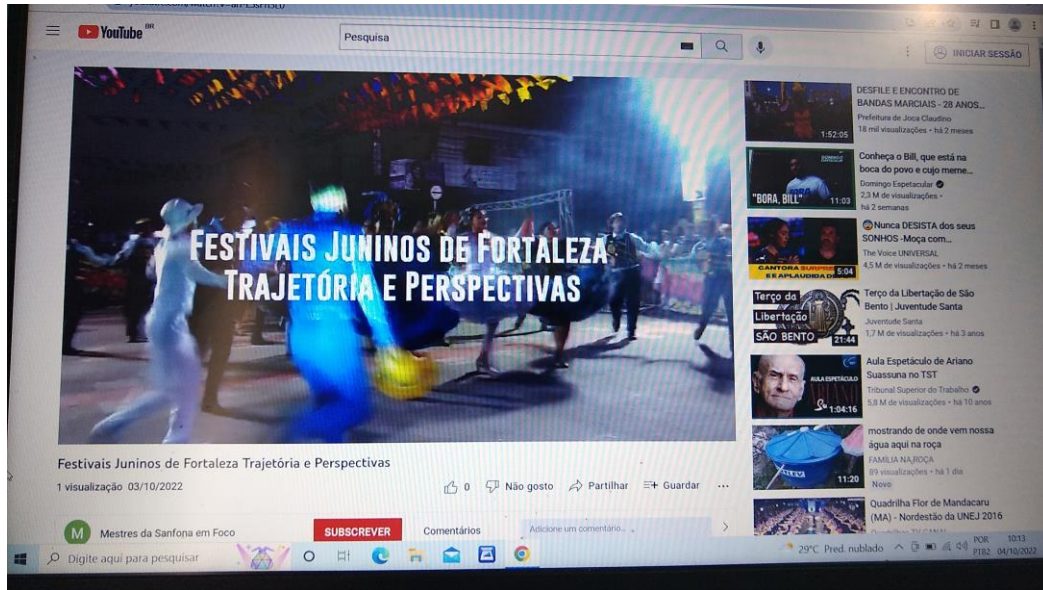 YouTube BR
Pesquisa
INICIAR SESSÃO
FESTIVAIS JUNINOS DE FORTALEZA
TRAJETÓRIA E PERSPECTIVAS
Festivais Juninos de Fortaleza Trajetória e Perspectivas
1 visualização 03/10/2022
0
Não gosto
Partilhar
Guardar
M
Mestres da Sanfona em Foco
SUBSCREVER
Comentários
Adicione um comentário...
1:52:05
DESFILE E ENCONTRO DE
BANDAS MARCIAIS - 28 ANOS...
Prefeitura de Joca Claudino
18 mil visualizações • há 2 meses
"BORA, BILL"
11:03
Conheça o Bill, que está na
boca do povo e cujo meme...
Domingo Espetacular
2,3 M de visualizações •
há 2 semanas
CANTORA
E É APLAUDIDA
5:04
Nunca DESISTA dos seus
SONHOS -Moça com...
The Voice UNIVERSAL
4,5 M de visualizações • há 2 meses
Terço da
Libertação
SÃO BENTO
21:44
Terço da Libertação de São
Bento | Juventude Santa
Juventude Santa
1,7 M de visualizações • há 3 anos
AULA ESPETÁCULO
1:04:16
Aula Espetáculo de Ariano
Suassuna no TST
Tribunal Superior do Trabalho
5,8 M de visualizações • há 10 anos
11:20
mostrando de onde vem nossa
água aqui na roça
FAMILIA NA ROÇA
89 visualizações • há 1 dia
Novo
Quadrilha Flor de Mandacaru
(MA) - Nordestão da UNEJ 2016
Digite aqui para pesquisar
29°C Pred. nublado
POR
PTB2
10:13
04/10/2022